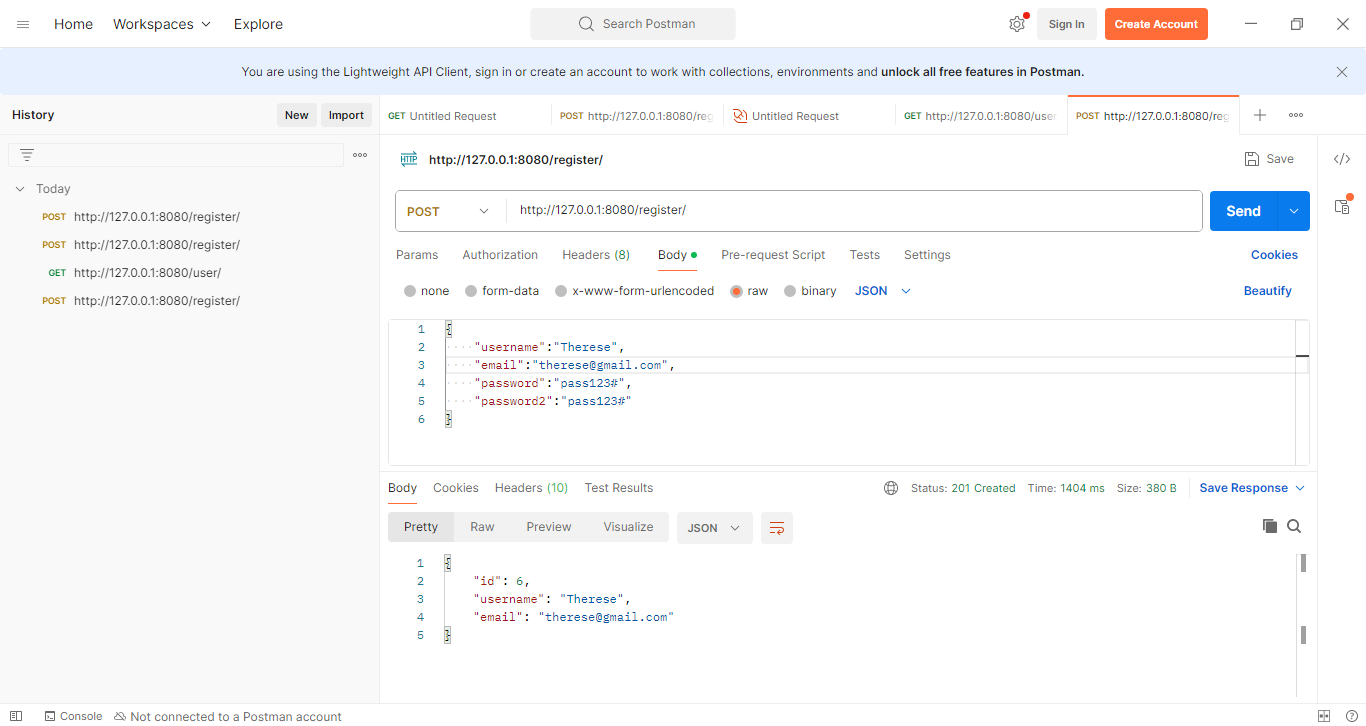 Home Workspaces Explore Search Postman Sign In Create Account
You are using the Lightweight API Client, sign in or create an account to work with collections, environments and unlock all free features in Postman.
History New Import
GET Untitled Request POST http://127.0.0.1:8080/reg Untitled Request GET http://127.0.0.1:8080/user POST http://127.0.0.1:8080/reg
HTTP http://127.0.0.1:8080/register/ Save
Today
POST http://127.0.0.1:8080/register/
POST http://127.0.0.1:8080/register/
GET http://127.0.0.1:8080/user/
POST http://127.0.0.1:8080/register/
POST http://127.0.0.1:8080/register/ Send
Params Authorization Headers (8) Body Pre-request Script Tests Settings Cookies
none form-data x-www-form-urlencoded raw binary JSON Beautify
1 {
2 "username":"Therese",
3 "email":"therese@gmail.com",
4 "password":"pass123#",
5 "password2":"pass123#"
6 }
Body Cookies Headers (10) Test Results Status: 201 Created Time: 1404 ms Size: 380 B Save Response
Pretty Raw Preview Visualize JSON
1 {
2 "id": 6,
3 "username": "Therese",
4 "email": "therese@gmail.com"
5 }
Console Not connected to a Postman account